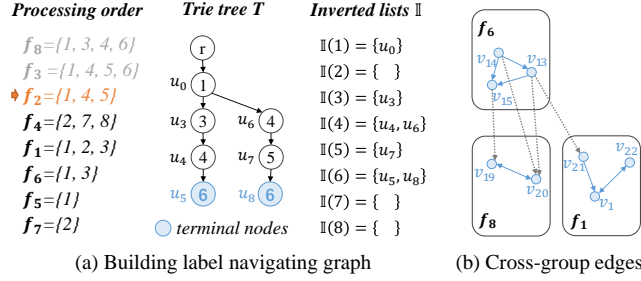 Processing order
f8={1, 3, 4, 6}
f3={1, 4, 5, 6}
f2={1, 4, 5}
f4={2, 7, 8}
f1={1, 2, 3}
f6={1, 3}
f5={1}
f7={2}
Trie tree T
r
u0 1
u3 3 u6 4
u4 4 u7 5
u5 6 u8 6
terminal nodes
Inverted lists 𝕀
𝕀(1) = {u0}
𝕀(2) = { }
𝕀(3) = {u3}
𝕀(4) = {u4, u6}
𝕀(5) = {u7}
𝕀(6) = {u5, u8}
𝕀(7) = { }
𝕀(8) = { }
(a) Building label navigating graph
f6
v14 v13
v15
v19
v20
f8
v21 v22
v1
f1
(b) Cross-group edges